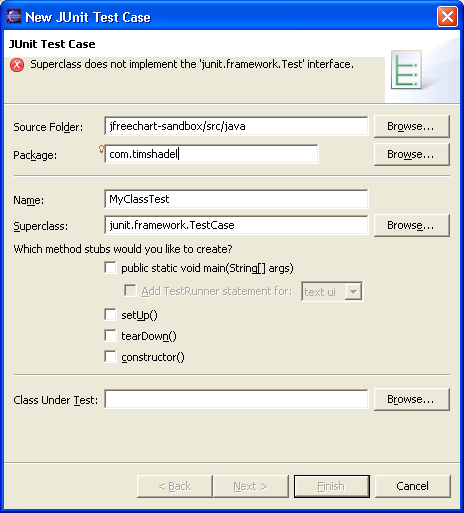 New JUnit Test Case
JUnit Test Case
Superclass does not implement the 'junit.framework.Test' interface.
Source Folder: jfreechart-sandbox/src/java Browse...
Package: com.timshadel Browse...
Name: MyClassTest
Superclass: junit.framework.TestCase Browse...
Which method stubs would you like to create?
public static void main(String[] args)
Add TestRunner statement for: text ui
setUp()
tearDown()
constructor()
Class Under Test: Browse...
< Back Next > Finish Cancel